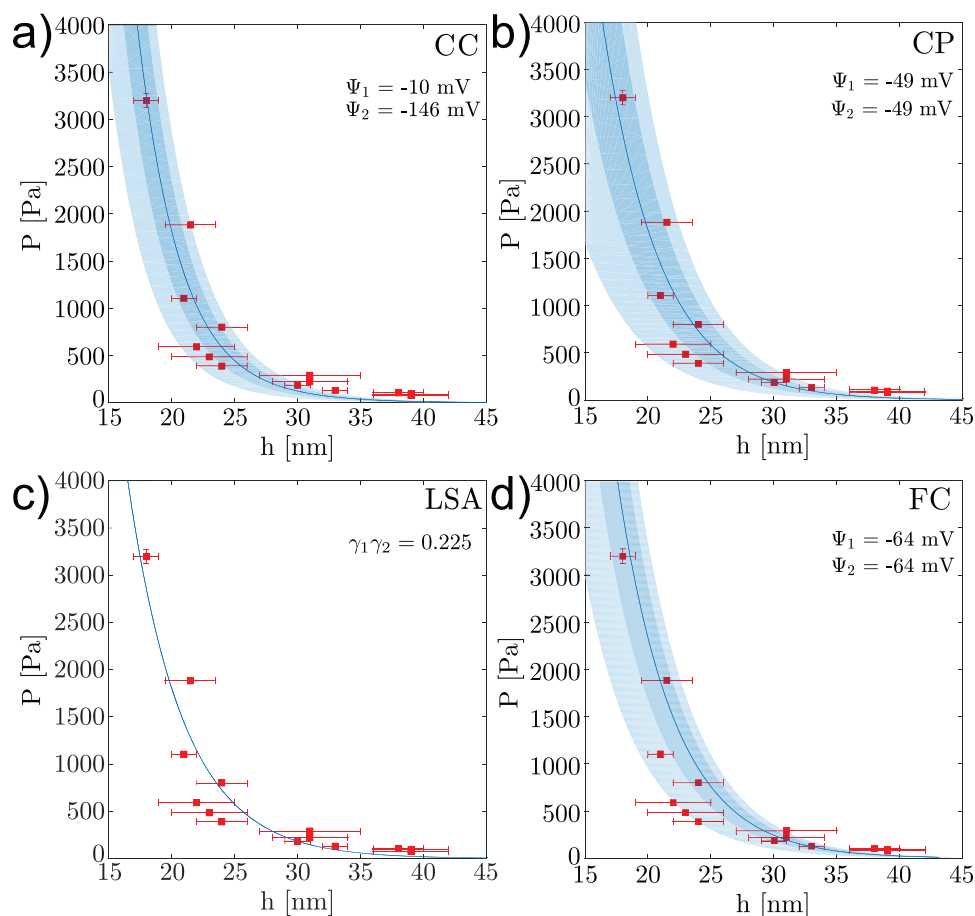 a)
CC
Ψ₁ = -10 mV
Ψ₂ = -146 mV
4000
3500
3000
2500
2000
1500
1000
500
0
P [Pa]
15 20 25 30 35 40 45
h [nm]
b)
CP
Ψ₁ = -49 mV
Ψ₂ = -49 mV
4000
3500
3000
2500
2000
1500
1000
500
0
P [Pa]
15 20 25 30 35 40 45
h [nm]
c)
LSA
γ₁γ₂ = 0.225
4000
3500
3000
2500
2000
1500
1000
500
0
P [Pa]
15 20 25 30 35 40 45
h [nm]
d)
FC
Ψ₁ = -64 mV
Ψ₂ = -64 mV
4000
3500
3000
2500
2000
1500
1000
500
0
P [Pa]
15 20 25 30 35 40 45
h [nm]